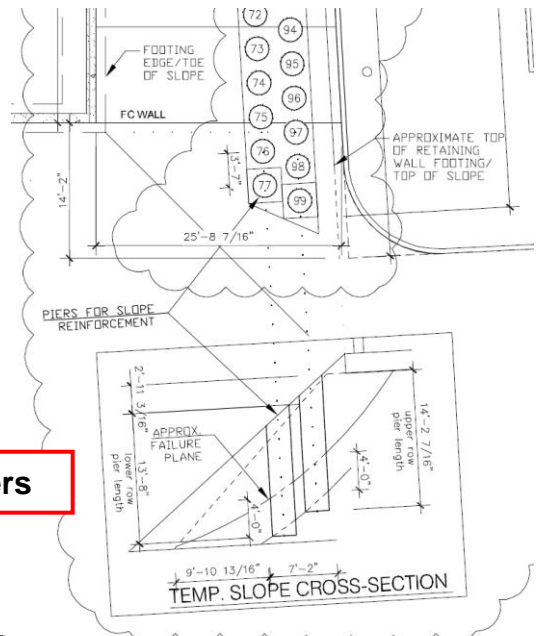 72
94
73
95
74
96
75
97
76
98
77
99
FOOTING
EDGE/TOE
OF SLOPE
FC WALL
14'-2"
3'-7"
25'-8 7/16"
APPROXIMATE TOP
OF RETAINING
WALL FOOTING/
TOP OF SLOPE
PIERS FOR SLOPE
REINFORCEMENT
2'-11 3/16"
13'-8"
lower row
pier length
APPROX.
FAILURE
PLANE
4'-0"
4'-0"
14'-2 7/16"
upper row
pier length
9'-10 13/16"
7'-2"
TEMP. SLOPE CROSS-SECTION
ers